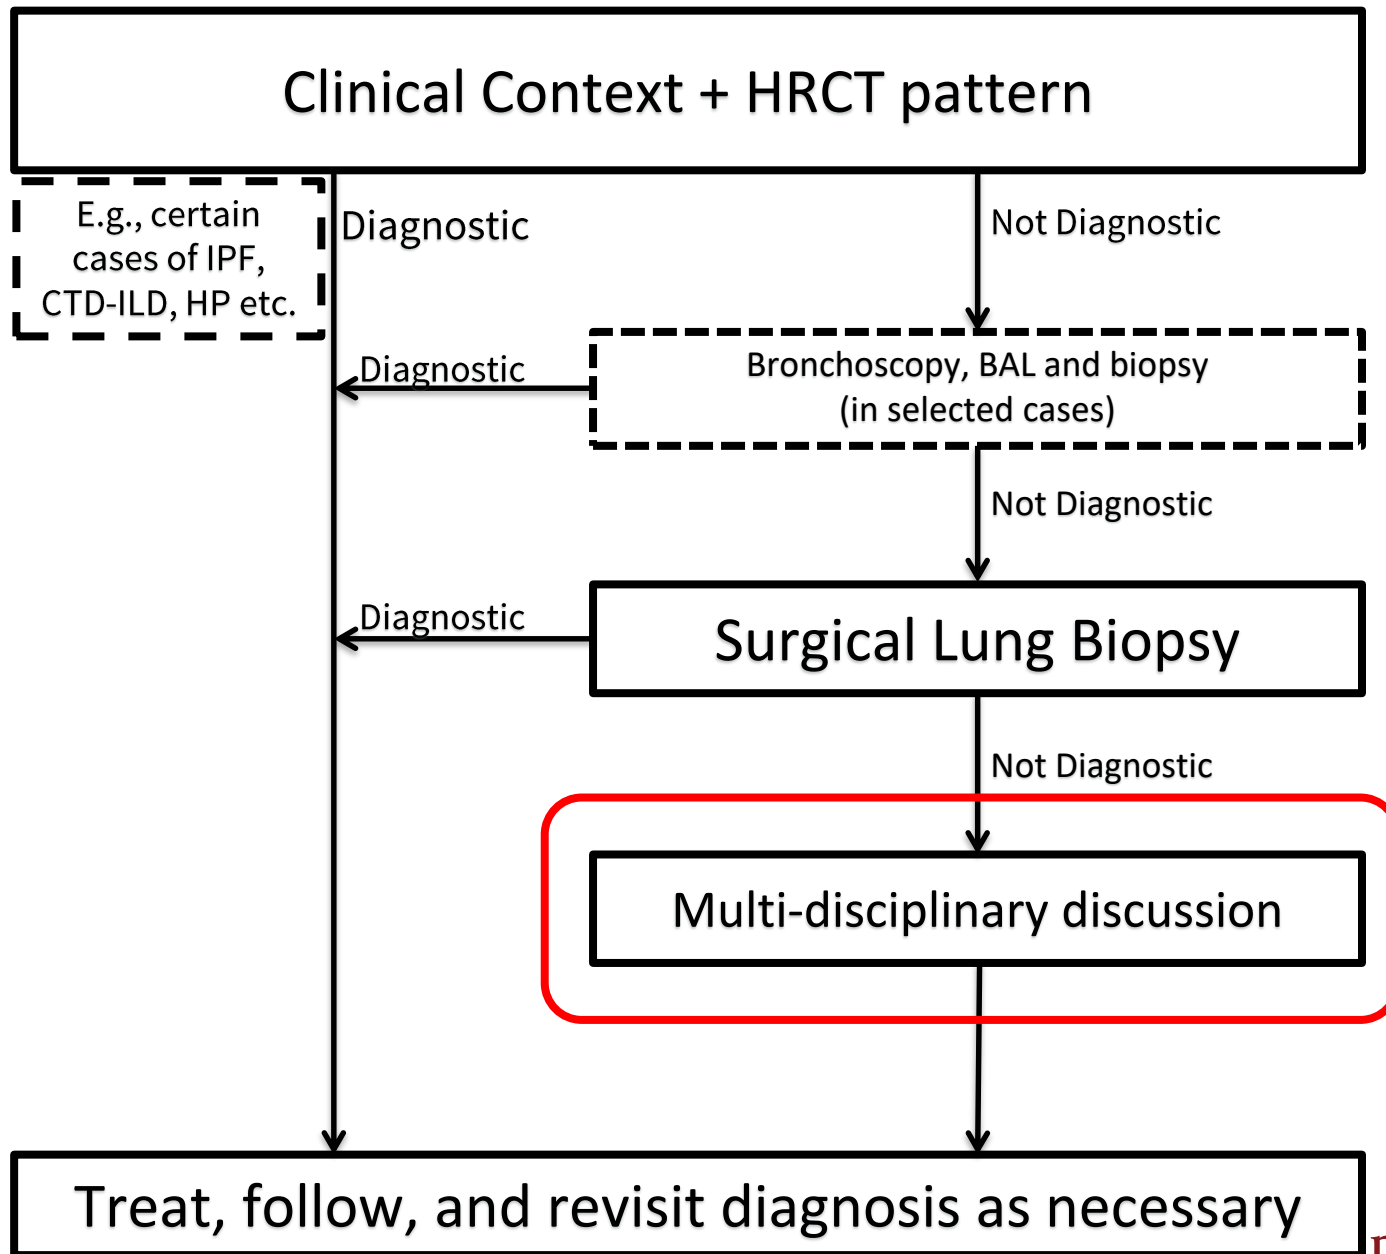 Clinical Context + HRCT pattern
E.g., certain
cases of IPF,
CTD-ILD, HP etc.
Diagnostic
Not Diagnostic
Diagnostic
Bronchoscopy, BAL and biopsy
(in selected cases)
Not Diagnostic
Diagnostic
Surgical Lung Biopsy
Not Diagnostic
Multi-disciplinary discussion
Treat, follow, and revisit diagnosis as necessary